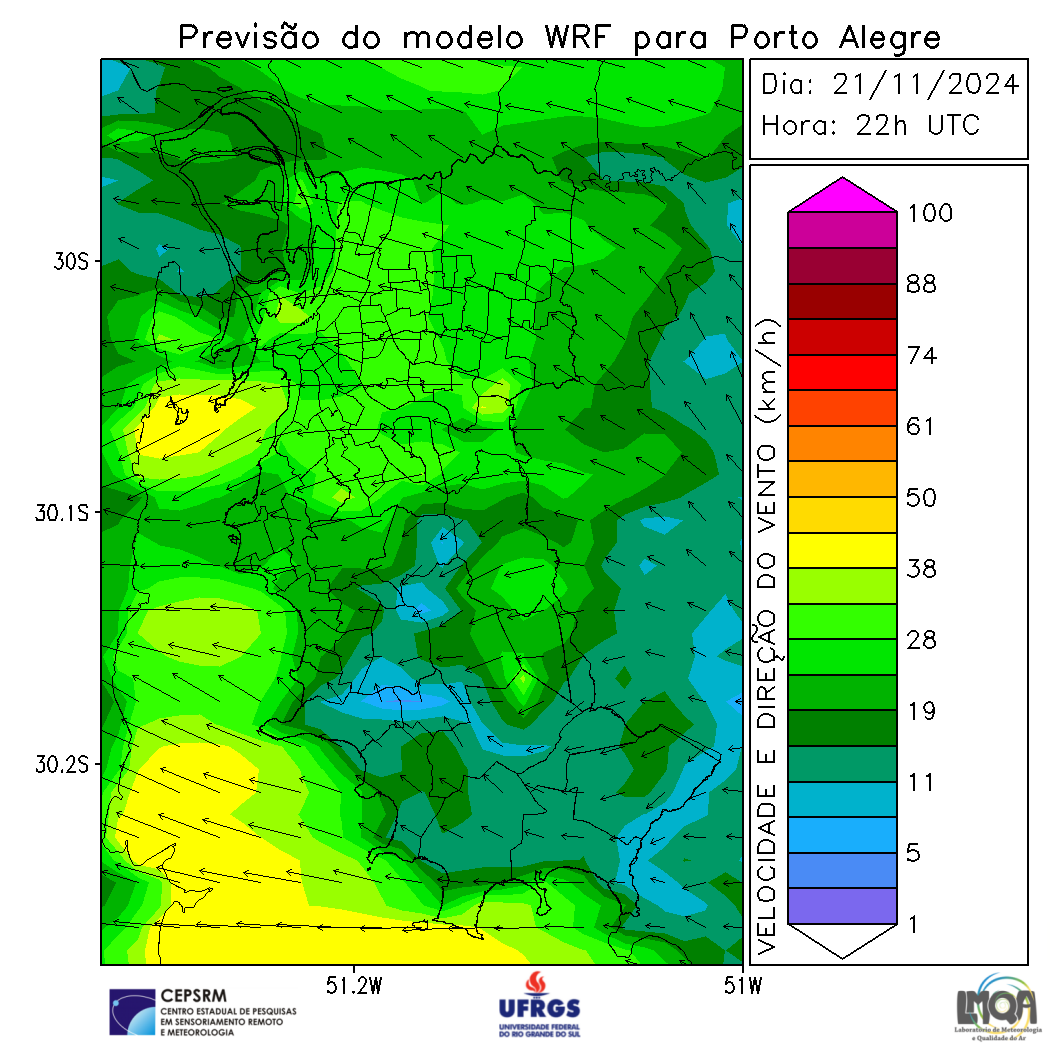 Previsão do modelo WRF para Porto Alegre
Dia: 21/11/2024
Hora: 22h UTC
30S
30.1S
30.2S
51.2W
51W
VELOCIDADE E DIREÇÃO DO VENTO (km/h)
100
88
74
61
50
38
28
19
11
5
1
CEPSRM
CENTRO ESTADUAL DE PESQUISAS
EM SENSORIAMENTO REMOTO
E METEOROLOGIA
UFRGS
UNIVERSIDADE FEDERAL
DO RIO GRANDE DO SUL
LMQA
Laboratório de Meteorologia
e Qualidade do Ar